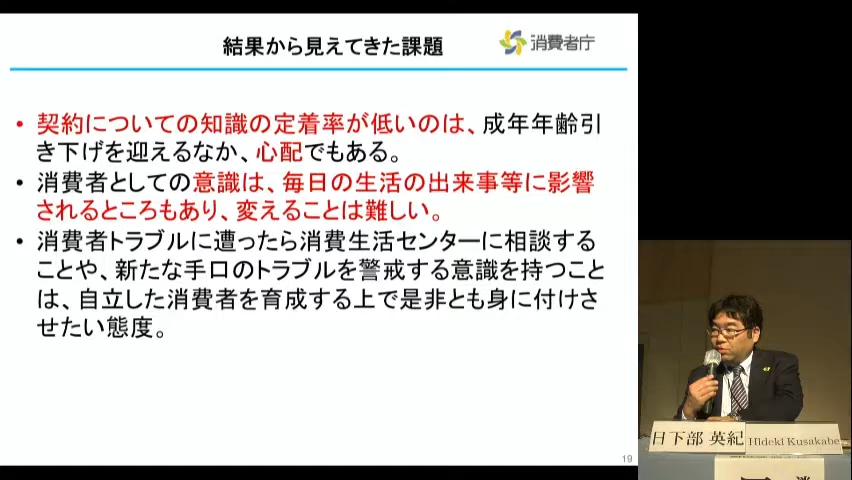 結果から見えてきた課題
消費者庁
• 契約についての知識の定着率が低いのは、成年年齢引
き下げを迎えるなか、心配でもある。
• 消費者としての意識は、毎日の生活の出来事等に影響
されるところもあり、変えることは難しい。
• 消費者トラブルに遭ったら消費生活センターに相談する
ことや、新たな手口のトラブルを警戒する意識を持つこと
は、自立した消費者を育成する上で是非とも身に付けさ
せたい態度。
19
日下部 英紀
Hideki Kusakabe